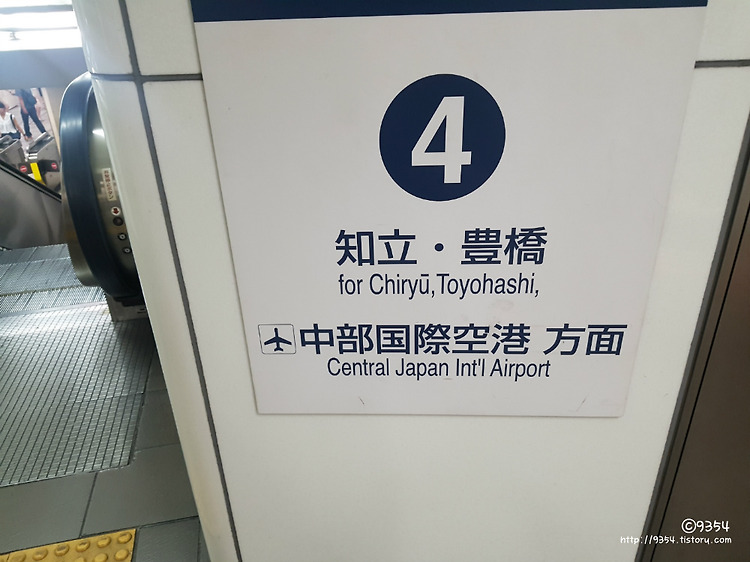 4
知立・豊橋
for Chiryū,Toyohashi,
中部国際空港 方面
Central Japan Int'l Airport
©9354
http://9354.tistory.com/